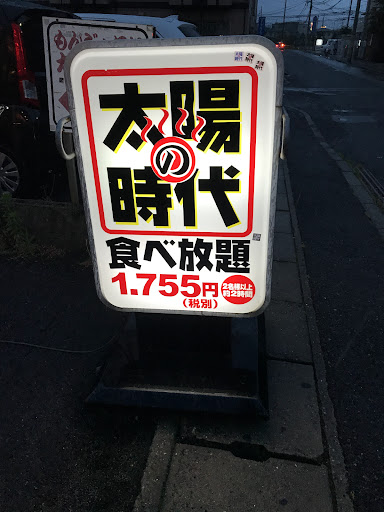 太陽
の
時代
食べ放題
1.755円
(税別)
2名様以上
約2時間